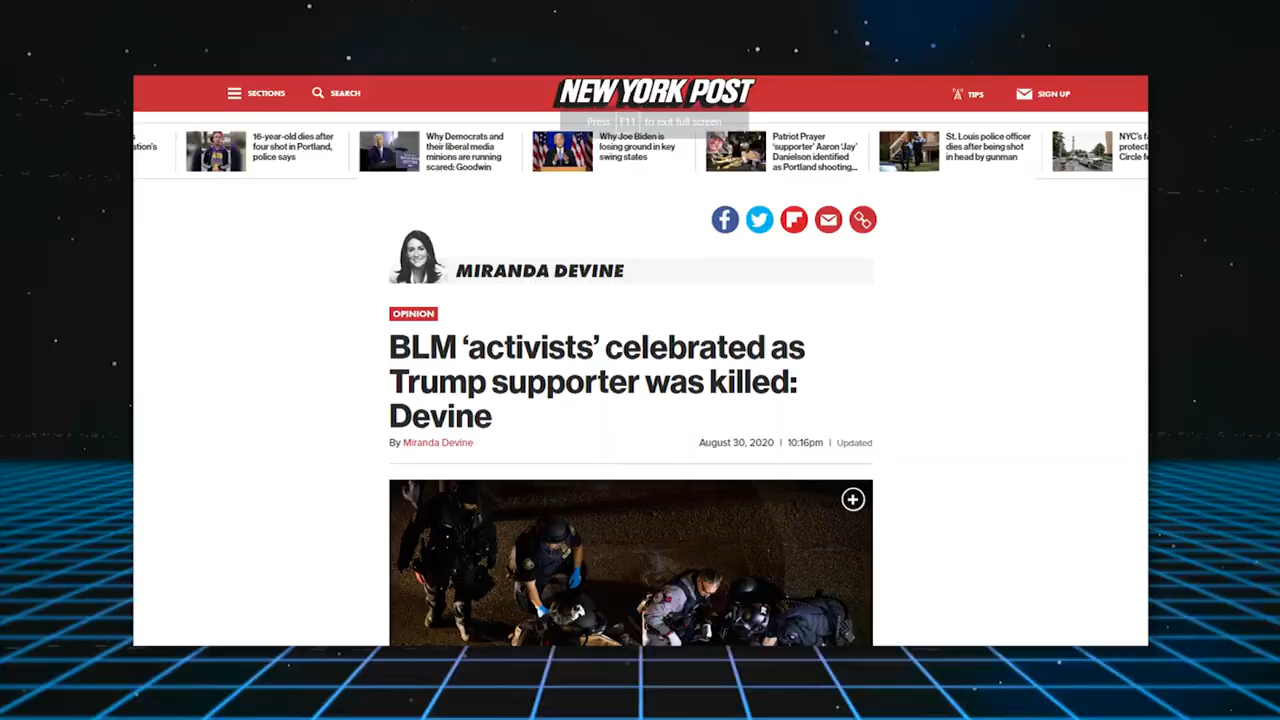 SECTIONS
SEARCH
NEW YORK POST
TIPS
SIGN UP
Press F11 to exit full screen
ation's
16-year-old dies after
four shot in Portland,
police says
Why Democrats and
their liberal media
minions are running
scared: Goodwin
Why Joe Biden is
losing ground in key
swing states
Patriot Prayer
'supporter' Aaron 'Jay'
Danielson identified
as Portland shooting...
St. Louis police officer
dies after being shot
in head by gunman
NYC's f
protect
Circle f
MIRANDA DEVINE
OPINION
BLM ‘activists’ celebrated as
Trump supporter was killed:
Devine
By Miranda Devine
August 30, 2020 | 10:16pm | Updated